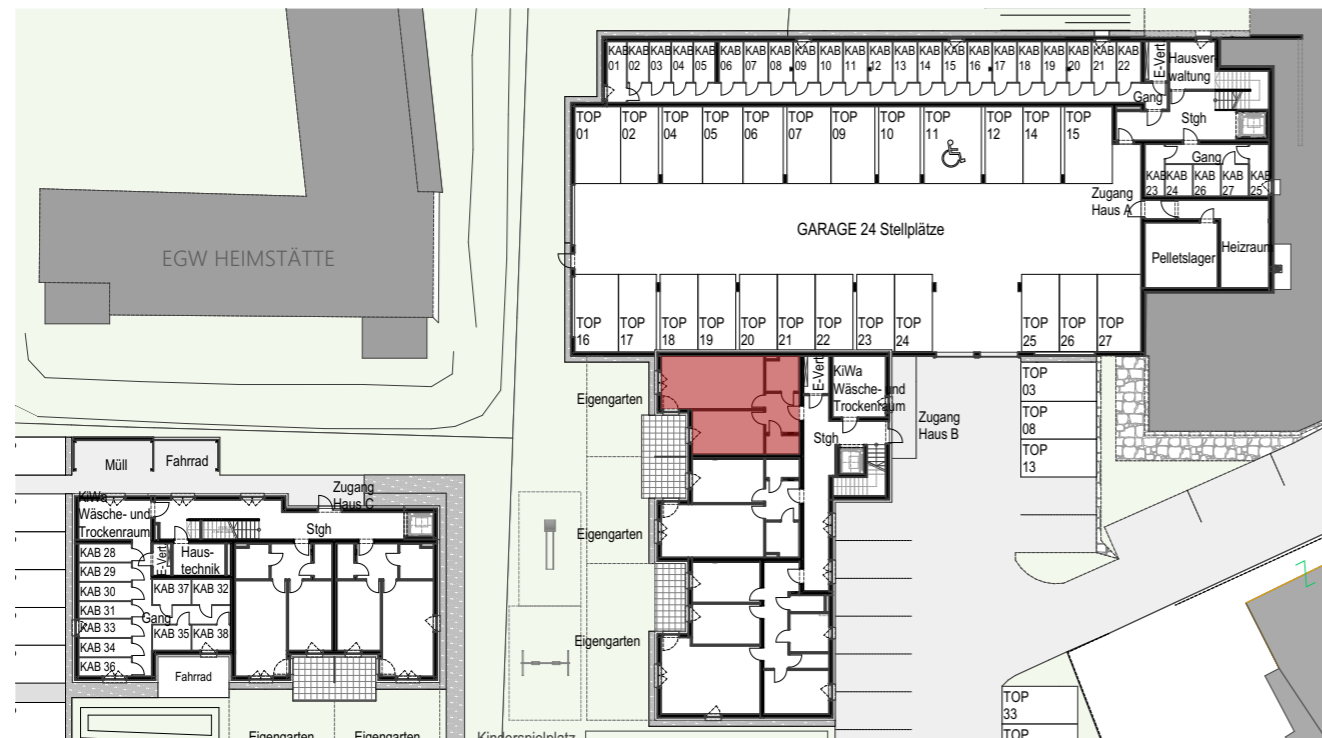 KAB KAB KAB KAB KAB KAB KAB KAB KAB KAB KAB KAB KAB KAB KAB KAB KAB KAB KAB KAB KAB KAB
01 02 03 04 05 06 07 08 09 10 11 12 13 14 15 16 17 18 19 20 21 22
E-Vert
Hausver-
waltung
Gang
Stgh
TOP TOP TOP TOP TOP TOP TOP TOP TOP TOP TOP TOP
01 02 04 05 06 07 09 10 11 12 14 15
Gang
KAB KAB KAB KAB KAB
23 24 26 27 25
Zugang
Haus A
GARAGE 24 Stellplätze
EGW HEIMSTÄTTE
Pelletslager
Heizraum
TOP TOP TOP TOP TOP TOP TOP TOP TOP TOP TOP TOP
16 17 18 19 20 21 22 23 24 25 26 27
E-Vert
KiWa
Wäsche- und
Trockenraum
Eigengarten
Zugang
Haus B
Stgh
TOP
03
TOP
08
TOP
13
Müll
Fahrrad
KiWa
Wäsche- und
Trockenraum
Zugang
Haus C
Stgh
Eigengarten
KAB 28
KAB 29
KAB 30
KAB 31
KAB 33
KAB 34
KAB 36
E-Vert
Haus-
technik
KAB 37 KAB 32
Gang
KAB 35 KAB 38
Fahrrad
Eigengarten
TOP
33
TOP
Eigengarten Eigengarten
Kinderspielplatz